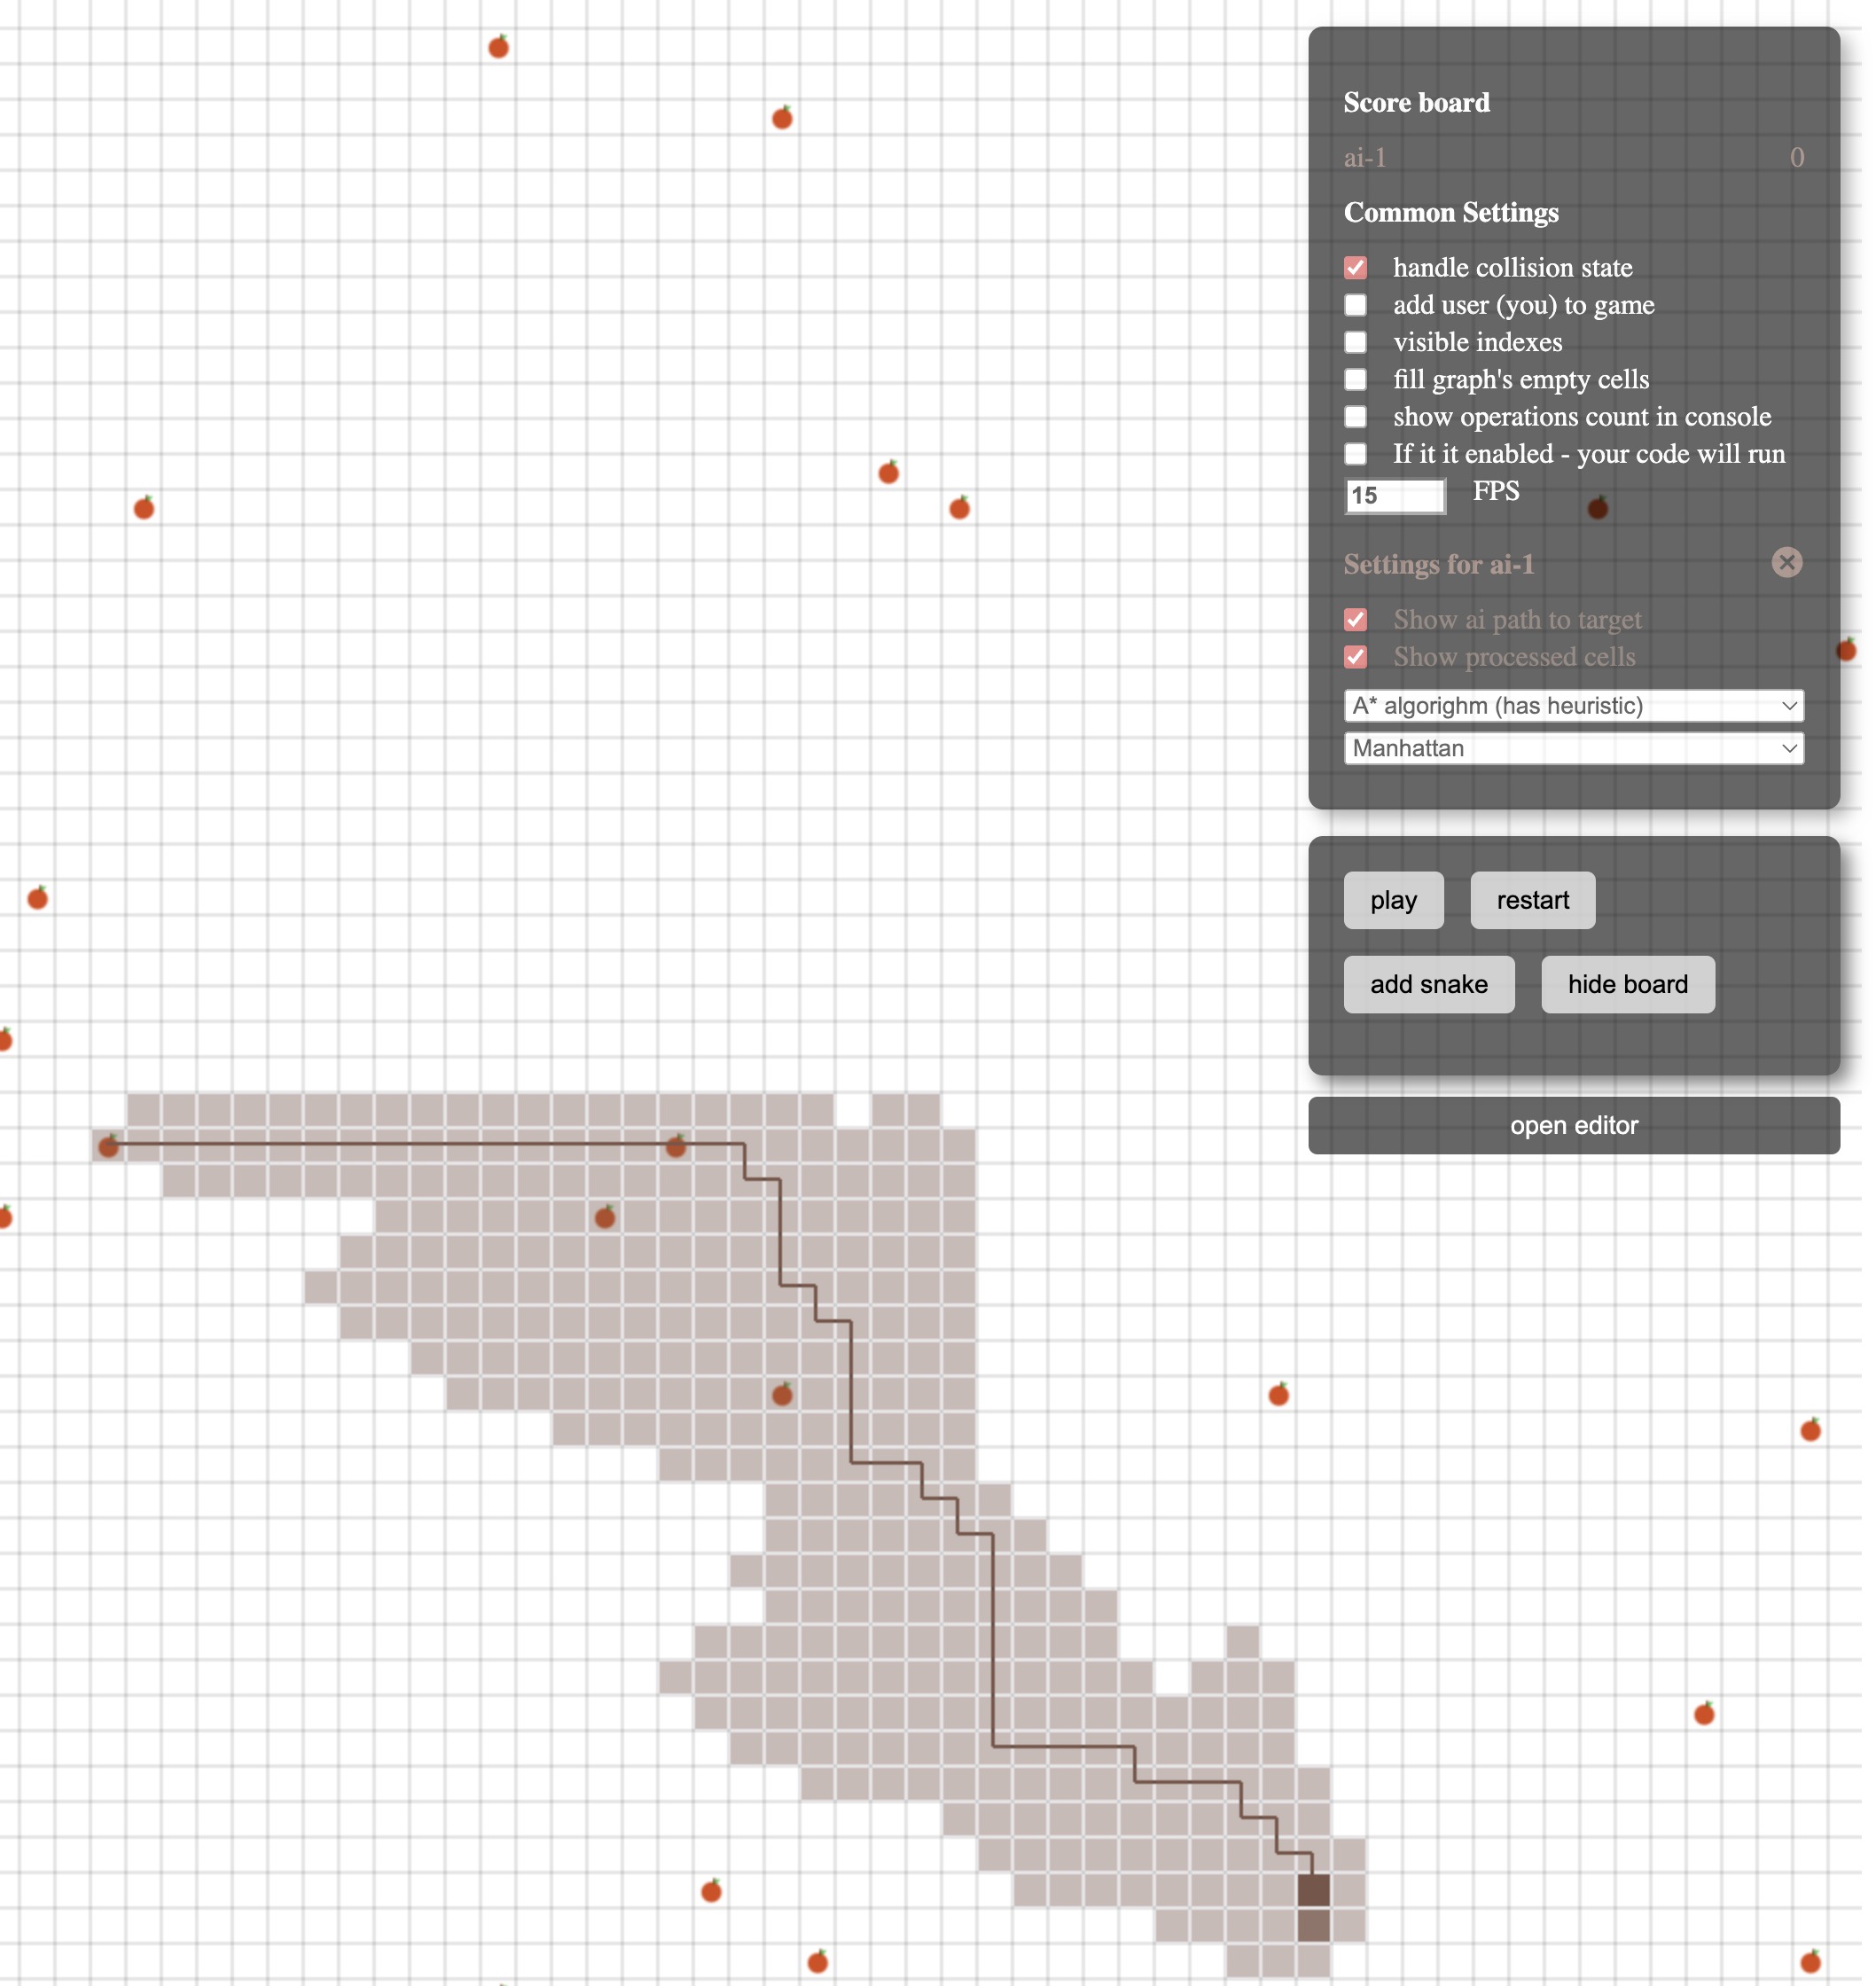 Score board
ai-1 0
Common Settings
handle collision state
add user (you) to game
visible indexes
fill graph's empty cells
show operations count in console
If it it enabled - your code will run
15 FPS
Settings for ai-1
Show ai path to target
Show processed cells
A* algorighm (has heuristic)
Manhattan
play restart
add snake hide board
open editor